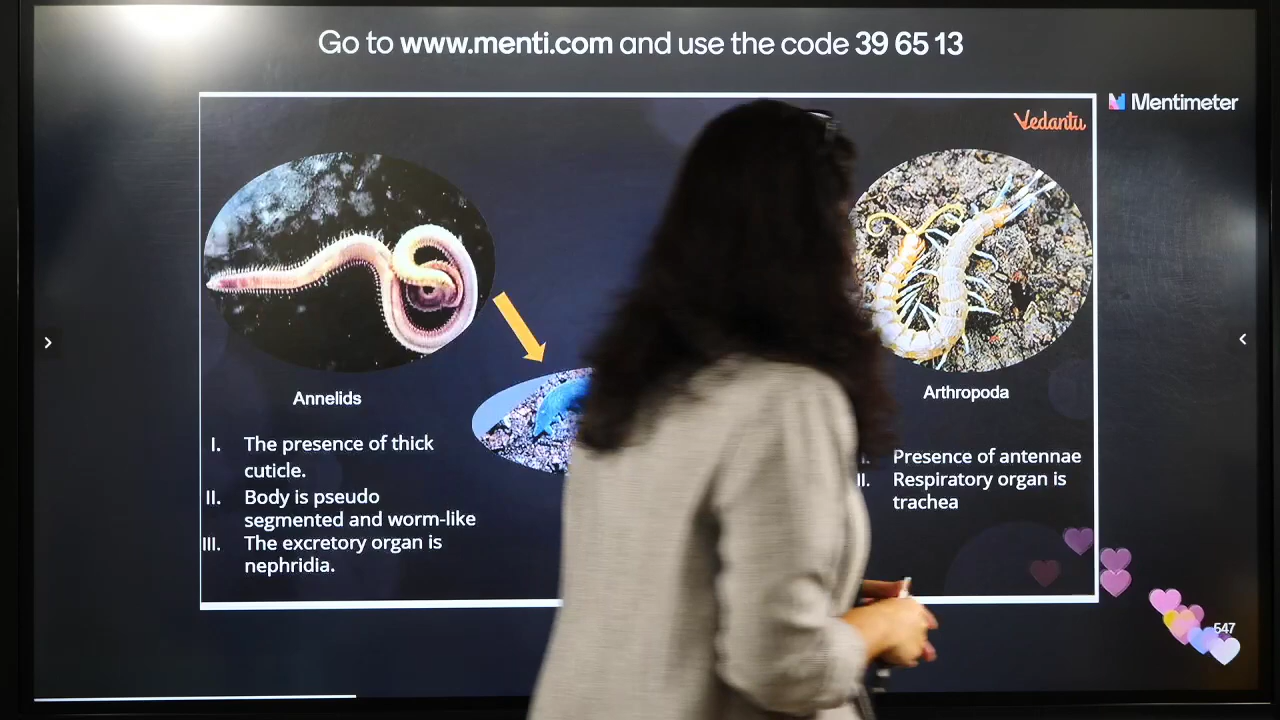 Go to www.menti.com and use the code 39 65 13
Mentimeter
Vedantu
Annelids
I. The presence of thick
cuticle.
II. Body is pseudo
segmented and worm-like
III. The excretory organ is
nephridia.
Arthropoda
Presence of antennae
II. Respiratory organ is
trachea
547